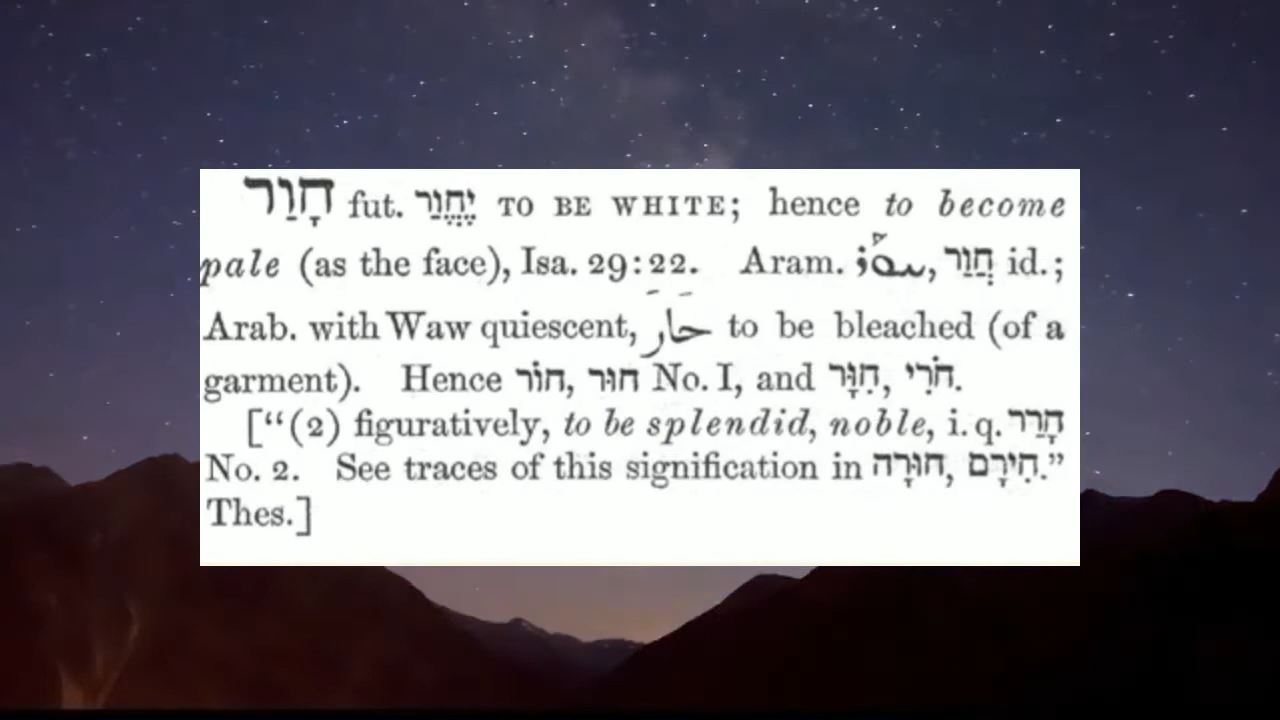 חָוַר fut. יֶחֱוַר TO BE WHITE; hence to become
pale (as the face), Isa. 29:22. Aram. ܚܘܰܪ, חֲוַר id.;
Arab. with Waw quiescent, حَارَ to be bleached (of a
garment). Hence חוֹר, חוּר No. I, and חִוָּר, חֹרִי.
[“(2) figuratively, to be splendid, noble, i. q. חָרַר
No. 2. See traces of this signification in חוּרָה, חִירָם.”
Thes.]